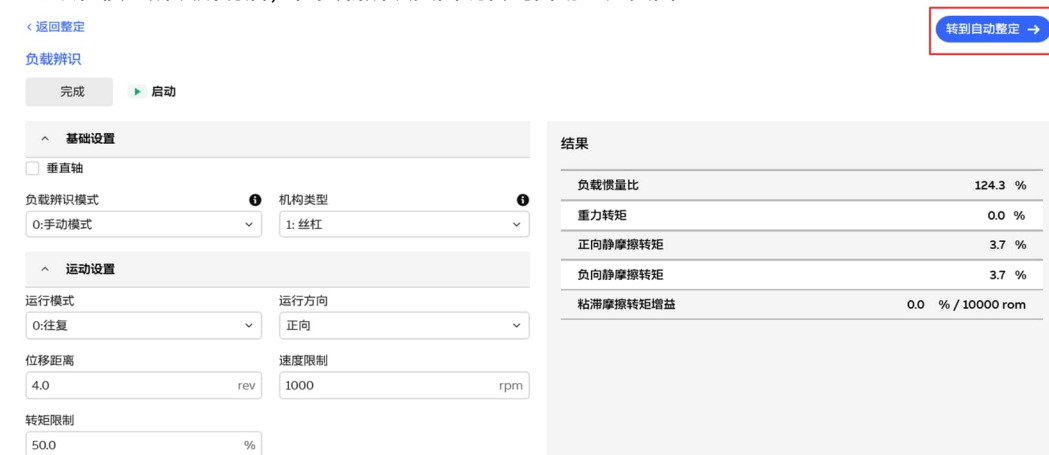 返回整定
转到自动整定
负载辨识
完成 启动
基础设置
垂直轴
负载辨识模式 机构类型
0:手动模式 1: 丝杠
运动设置
运行模式 运行方向
0:往复 正向
位移距离 速度限制
4.0 rev 1000 rpm
转矩限制
50.0 %
结果
负载惯量比 124.3 %
重力转矩 0.0 %
正向静摩擦转矩 3.7 %
负向静摩擦转矩 3.7 %
粘滞摩擦转矩增益 0.0 % / 10000 rom